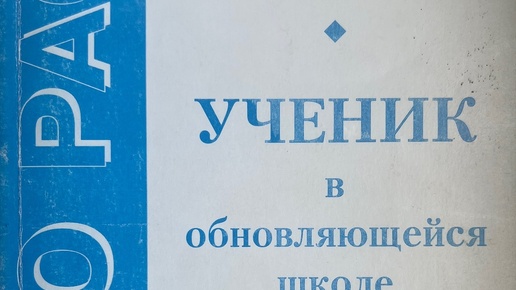 УЧЕНИК
в
обновляющейся
школе